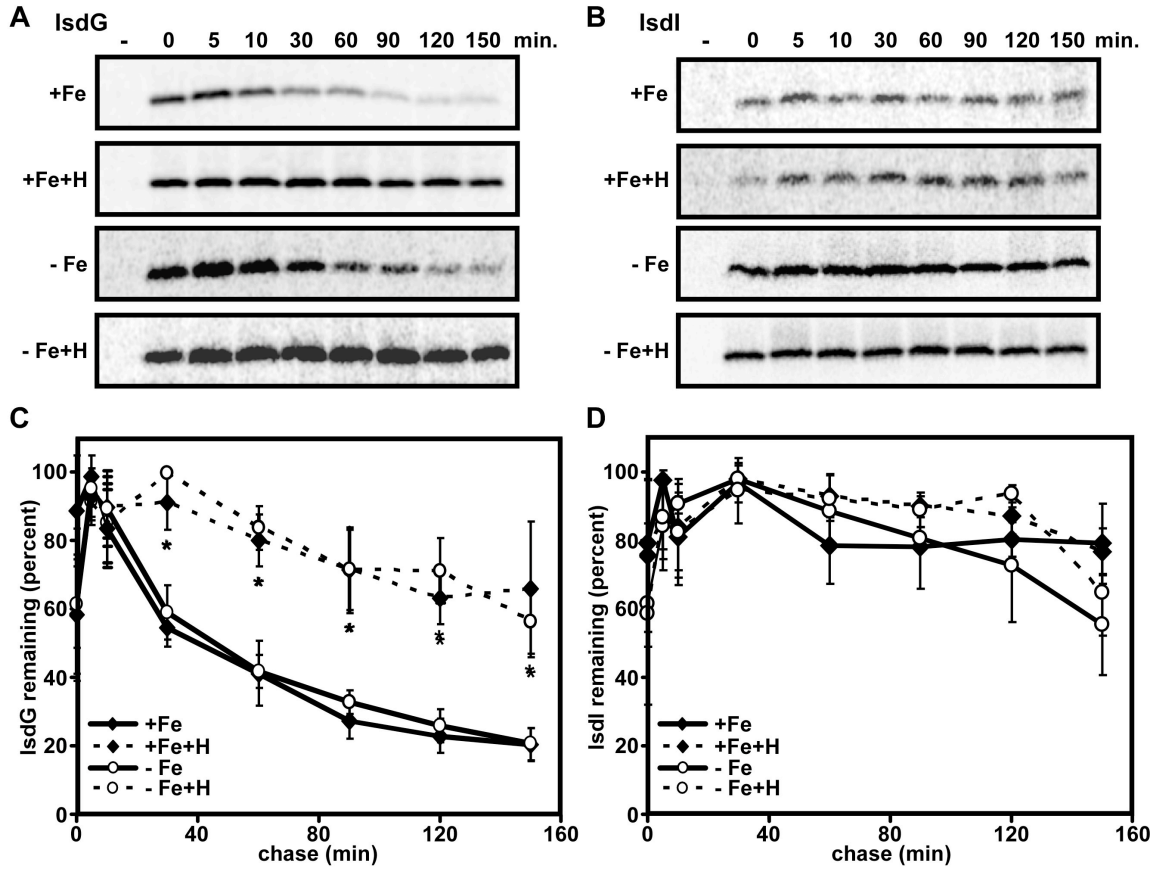 A IsdG
- 0 5 10 30 60 90 120 150 min.
+Fe
+Fe+H
- Fe
- Fe+H
B IsdI
- 0 5 10 30 60 90 120 150 min.
+Fe
+Fe+H
- Fe
- Fe+H
C
IsdG remaining (percent)
100
80
60
40
20
0
* * * * * *
+Fe
+Fe+H
- Fe
- Fe+H
0 40 80 120 160
chase (min)
D
IsdI remaining (percent)
100
80
60
40
20
0
+Fe
+Fe+H
- Fe
- Fe+H
0 40 80 120 160
chase (min)